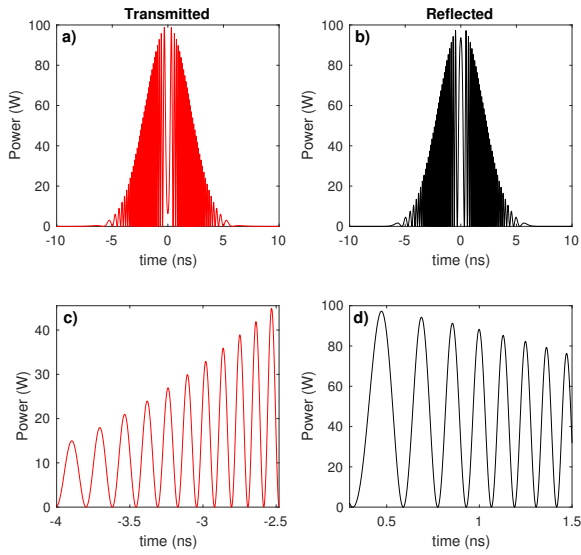 Transmitted
a)
100
80
60
40
20
0
-10 -5 0 5 10
Power (W)
time (ns)
Reflected
b)
100
80
60
40
20
0
-10 -5 0 5 10
Power (W)
time (ns)
c)
40
30
20
10
0
-4 -3.5 -3 -2.5
Power (W)
time (ns)
d)
100
80
60
40
20
0
0.5 1 1.5
Power (W)
time (ns)